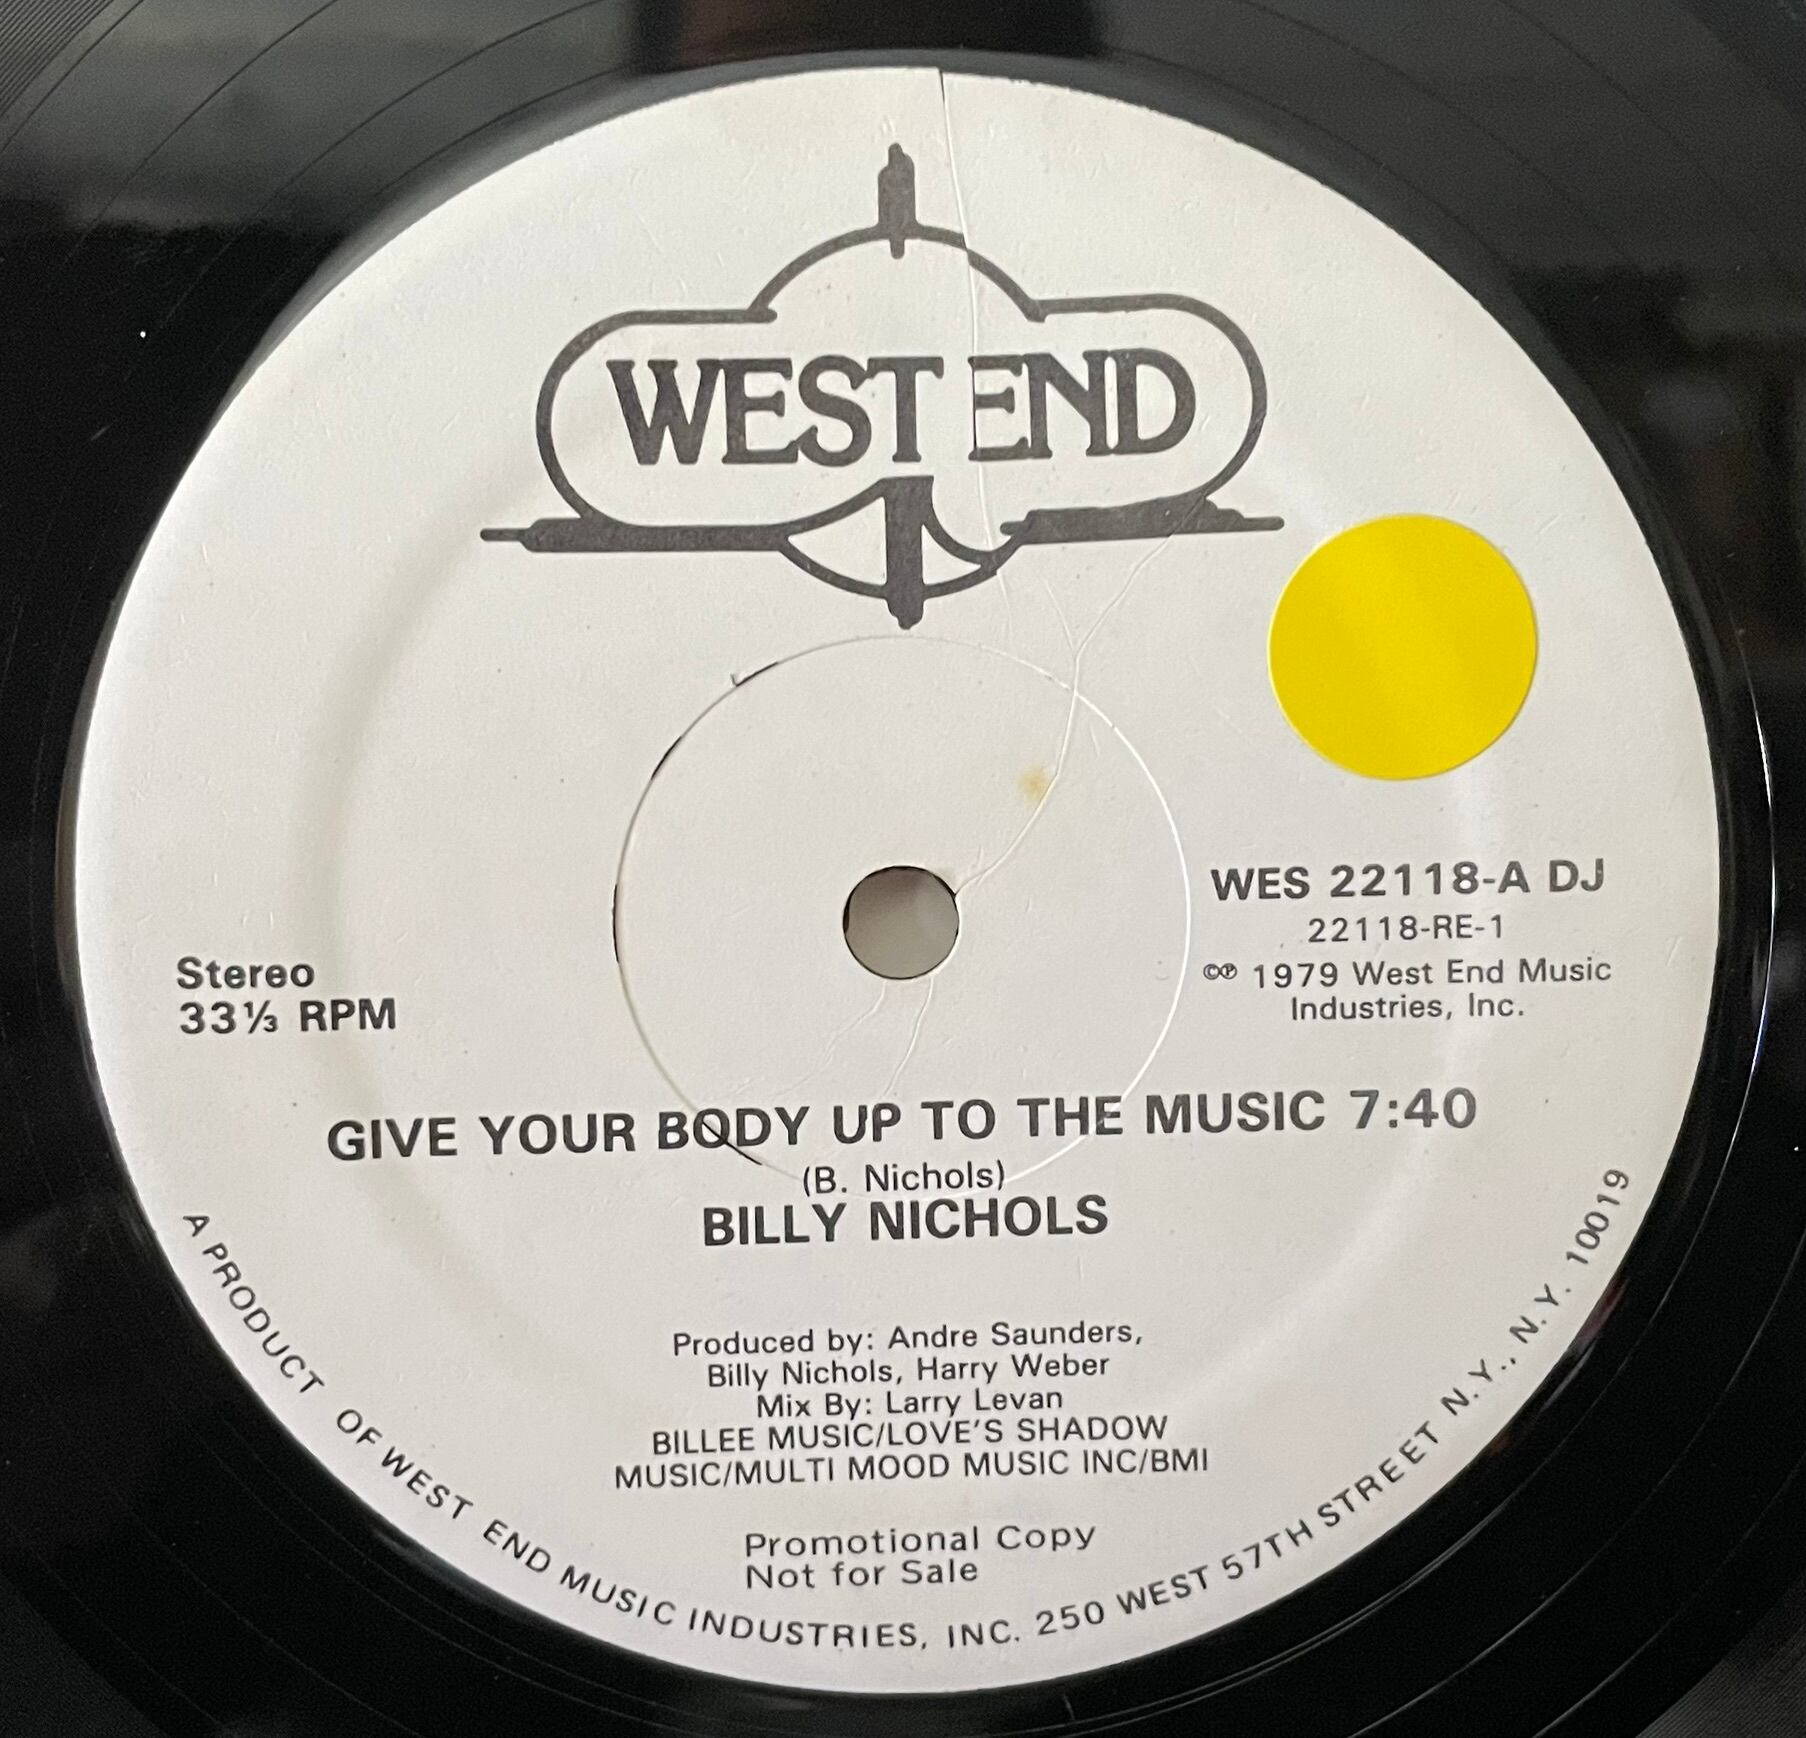 WEST END
WES 22118-A DJ
22118-RE-1
©℗ 1979 West End Music
Industries, Inc.
Stereo
33⅓ RPM
GIVE YOUR BODY UP TO THE MUSIC 7:40
(B. Nichols)
BILLY NICHOLS
Produced by: Andre Saunders,
Billy Nichols, Harry Weber
Mix By: Larry Levan
BILLEE MUSIC/LOVE'S SHADOW
MUSIC/MULTI MOOD MUSIC INC/BMI
Promotional Copy
Not for Sale
A PRODUCT OF WEST END MUSIC INDUSTRIES, INC. 250 WEST 57TH STREET N.Y., N.Y. 10019